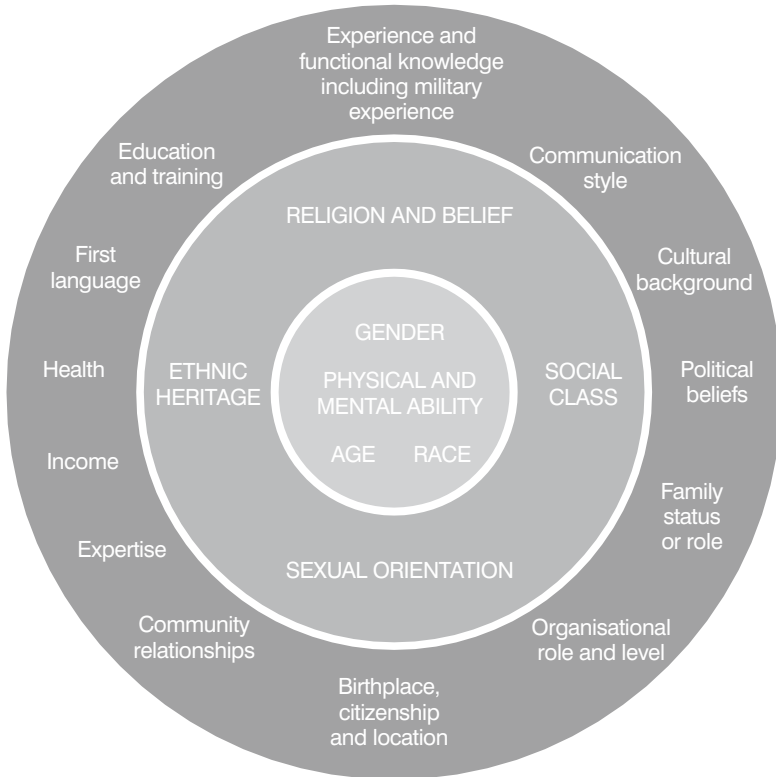 Experience and
functional knowledge
including military
experience
Communication
style
Cultural
background
Political
beliefs
Family
status
or role
Organisational
role and level
Birthplace,
citizenship
and location
Community
relationships
Expertise
Income
Health
First
language
Education
and training
RELIGION AND BELIEF
SOCIAL
CLASS
SEXUAL ORIENTATION
ETHNIC
HERITAGE
GENDER
PHYSICAL AND
MENTAL ABILITY
AGE RACE